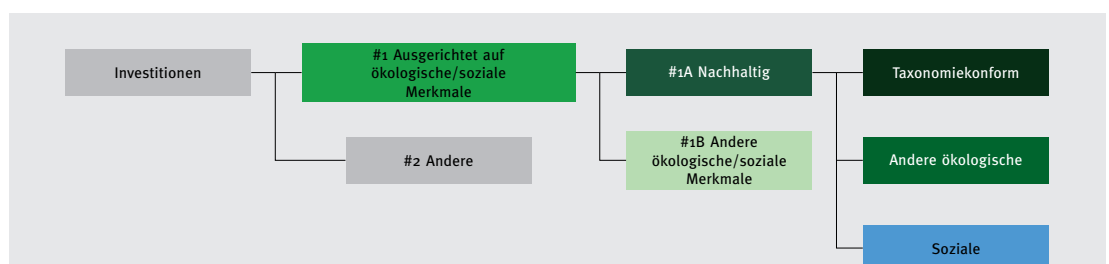 Investitionen
#1 Ausgerichtet auf
ökologische/soziale
Merkmale
#1A Nachhaltig
Taxonomiekonform
#2 Andere
#1B Andere
ökologische/soziale
Merkmale
Andere ökologische
Soziale